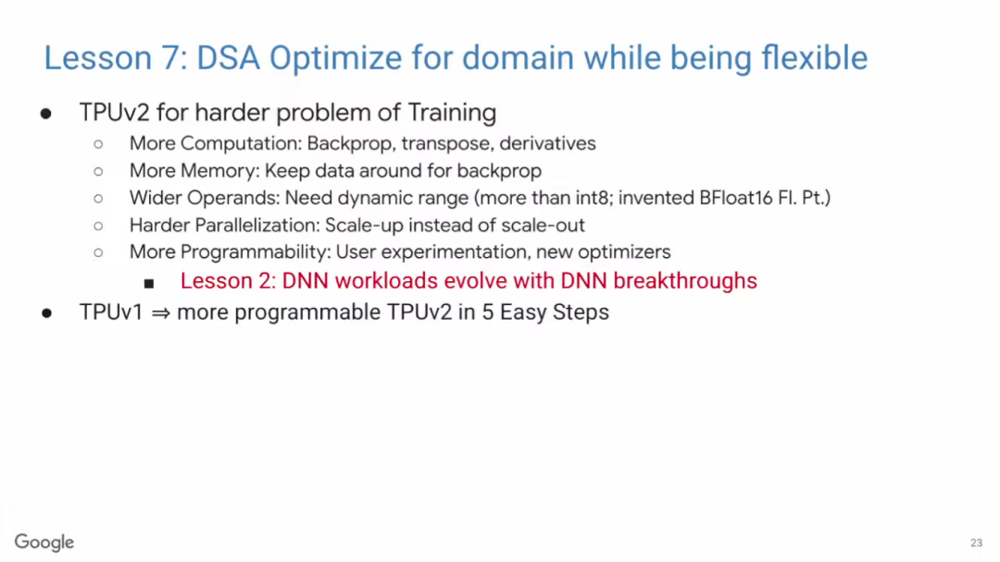 Lesson 7: DSA Optimize for domain while being flexible
● TPUv2 for harder problem of Training
○ More Computation: Backprop, transpose, derivatives
○ More Memory: Keep data around for backprop
○ Wider Operands: Need dynamic range (more than int8; invented BFloat16 Fl. Pt.)
○ Harder Parallelization: Scale-up instead of scale-out
○ More Programmability: User experimentation, new optimizers
■ Lesson 2: DNN workloads evolve with DNN breakthroughs
● TPUv1 ⇒ more programmable TPUv2 in 5 Easy Steps
Google
23